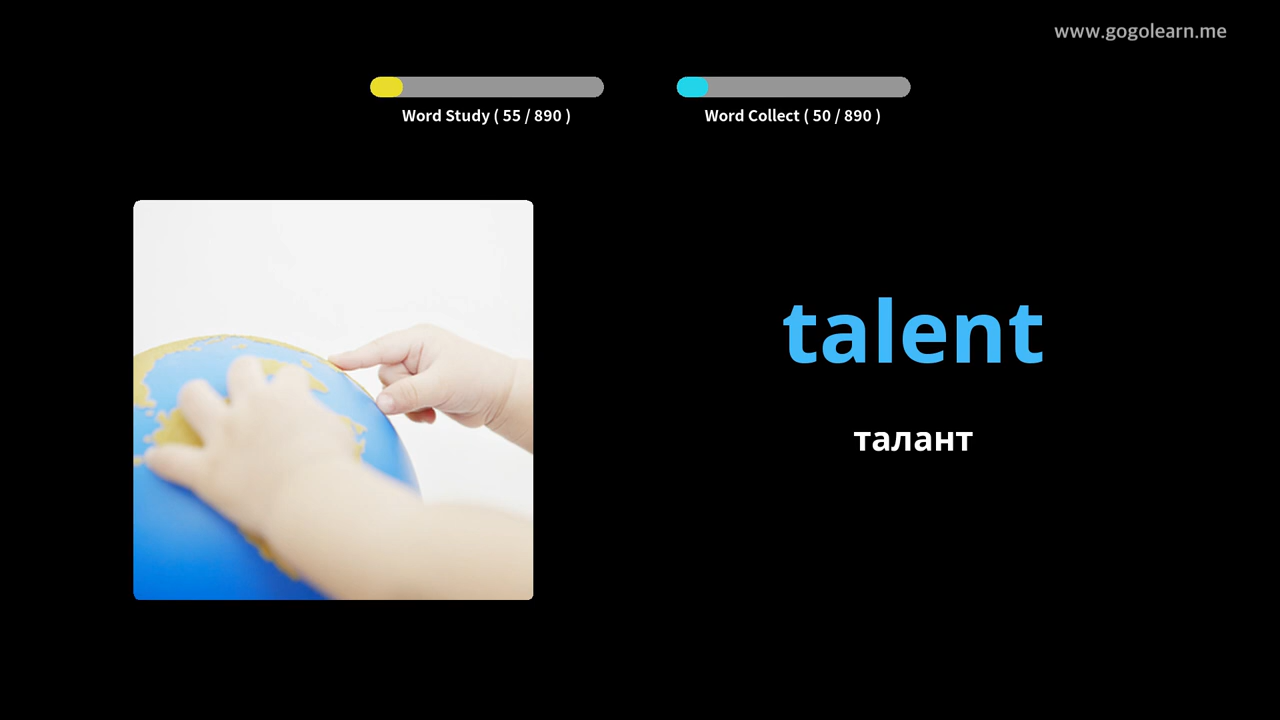 www.gogolearn.me
Word Study ( 55 / 890 )
Word Collect ( 50 / 890 )
talent
талант